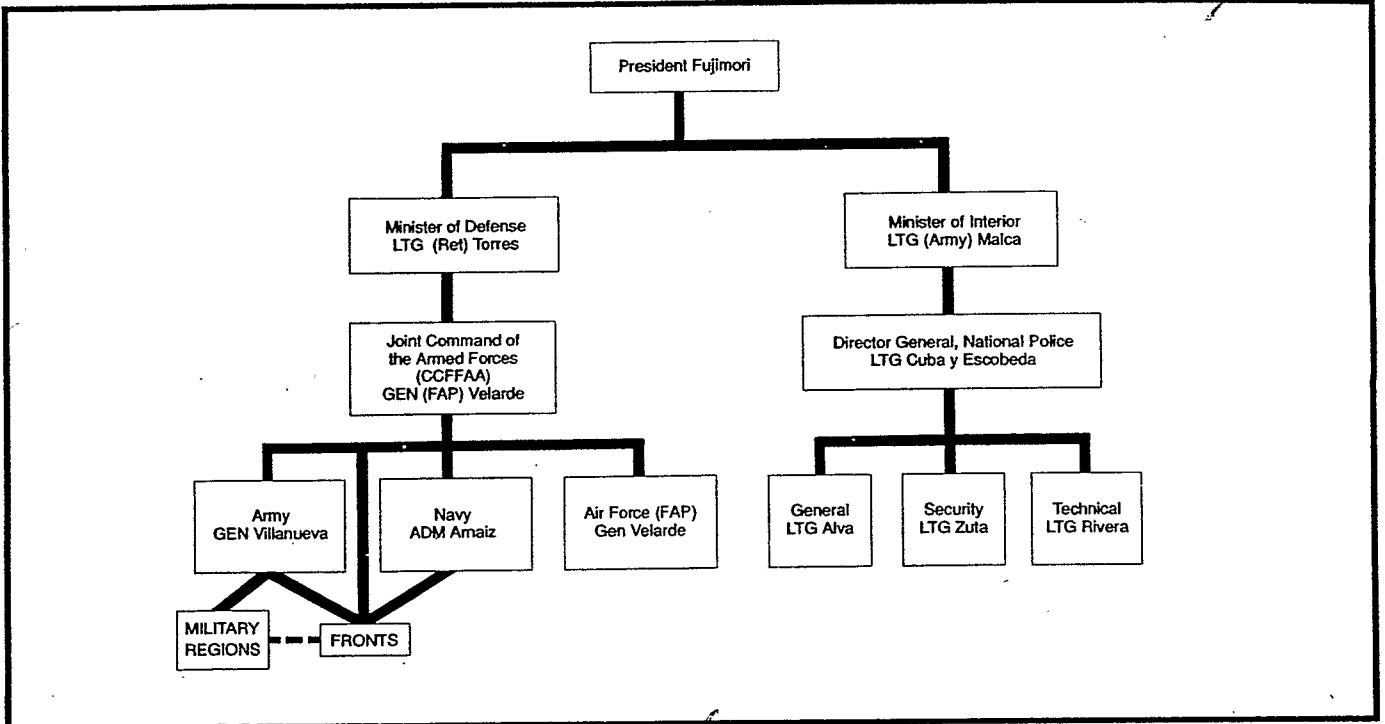 President Fujimori
Minister of Defense
LTG (Ret) Torres
Minister of Interior
LTG (Army) Malca
Joint Command of
the Armed Forces
(CCFFAA)
GEN (FAP) Velarde
Director General, National Police
LTG Cuba y Escobeda
Army
GEN Villanueva
Navy
ADM Arnaiz
Air Force (FAP)
Gen Velarde
General
LTG Alva
Security
LTG Zuta
Technical
LTG Rivera
MILITARY
REGIONS
FRONTS